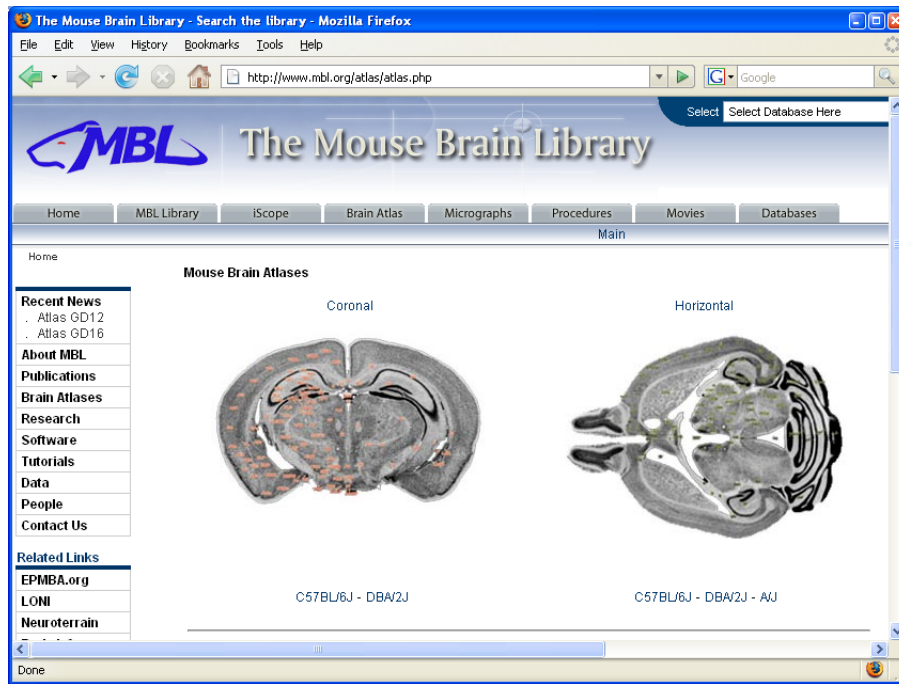 The Mouse Brain Library - Search the library - Mozilla Firefox
File Edit View History Bookmarks Tools Help
http://www.mbl.org/atlas/atlas.php
G Google
Select Select Database Here
MBL The Mouse Brain Library
Home MBL Library iScope Brain Atlas Micrographs Procedures Movies Databases
Main
Home
Mouse Brain Atlases
Coronal Horizontal
Recent News
. Atlas GD12
. Atlas GD16
About MBL
Publications
Brain Atlases
Research
Software
Tutorials
Data
People
Contact Us
Related Links
EPMBA.org
LONI
Neuroterrain
C57BL/6J - DBA/2J C57BL/6J - DBA/2J - A/J
Done